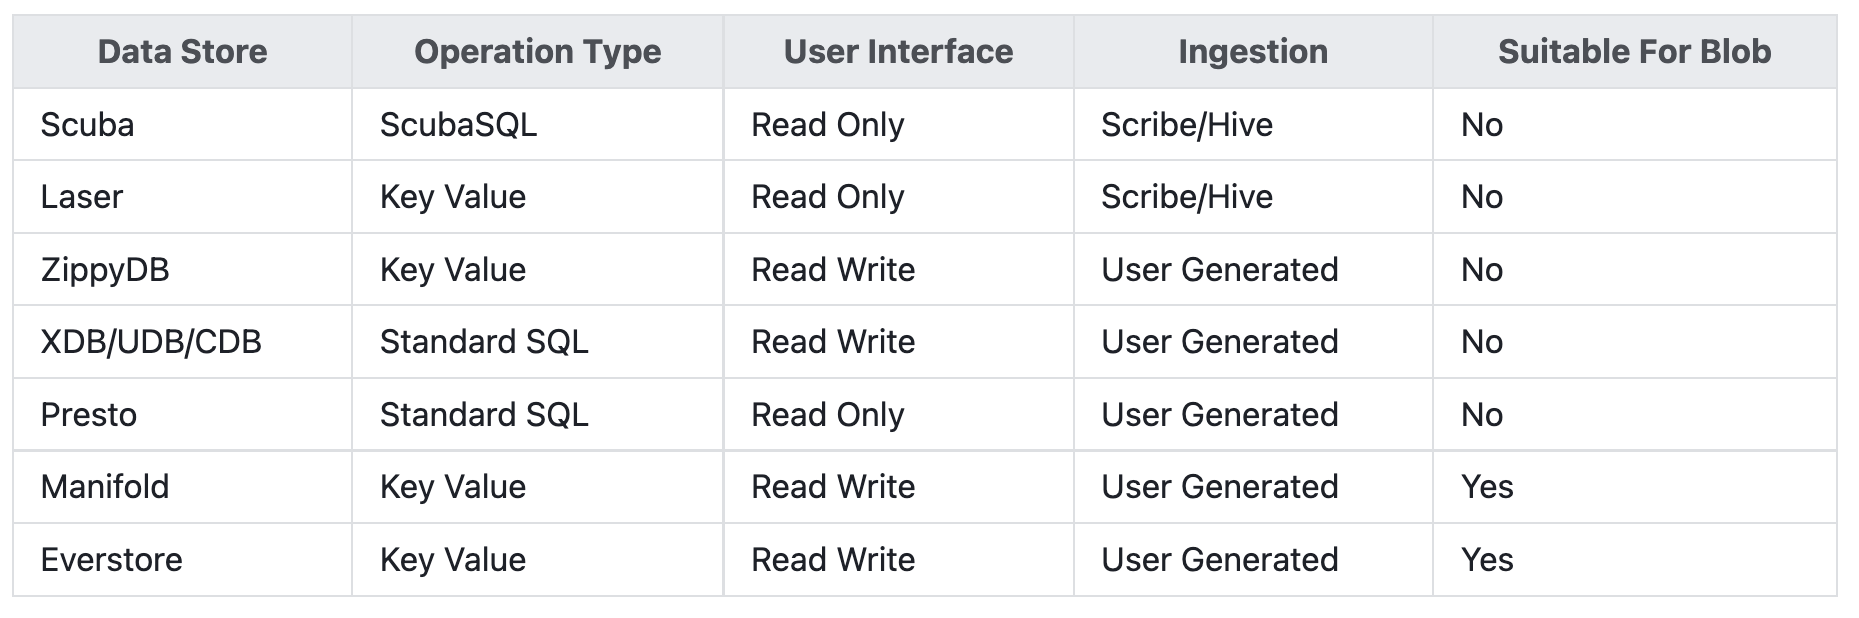 Data Store Operation Type User Interface Ingestion Suitable For Blob
Scuba ScubaSQL Read Only Scribe/Hive No
Laser Key Value Read Only Scribe/Hive No
ZippyDB Key Value Read Write User Generated No
XDB/UDB/CDB Standard SQL Read Write User Generated No
Presto Standard SQL Read Only User Generated No
Manifold Key Value Read Write User Generated Yes
Everstore Key Value Read Write User Generated Yes